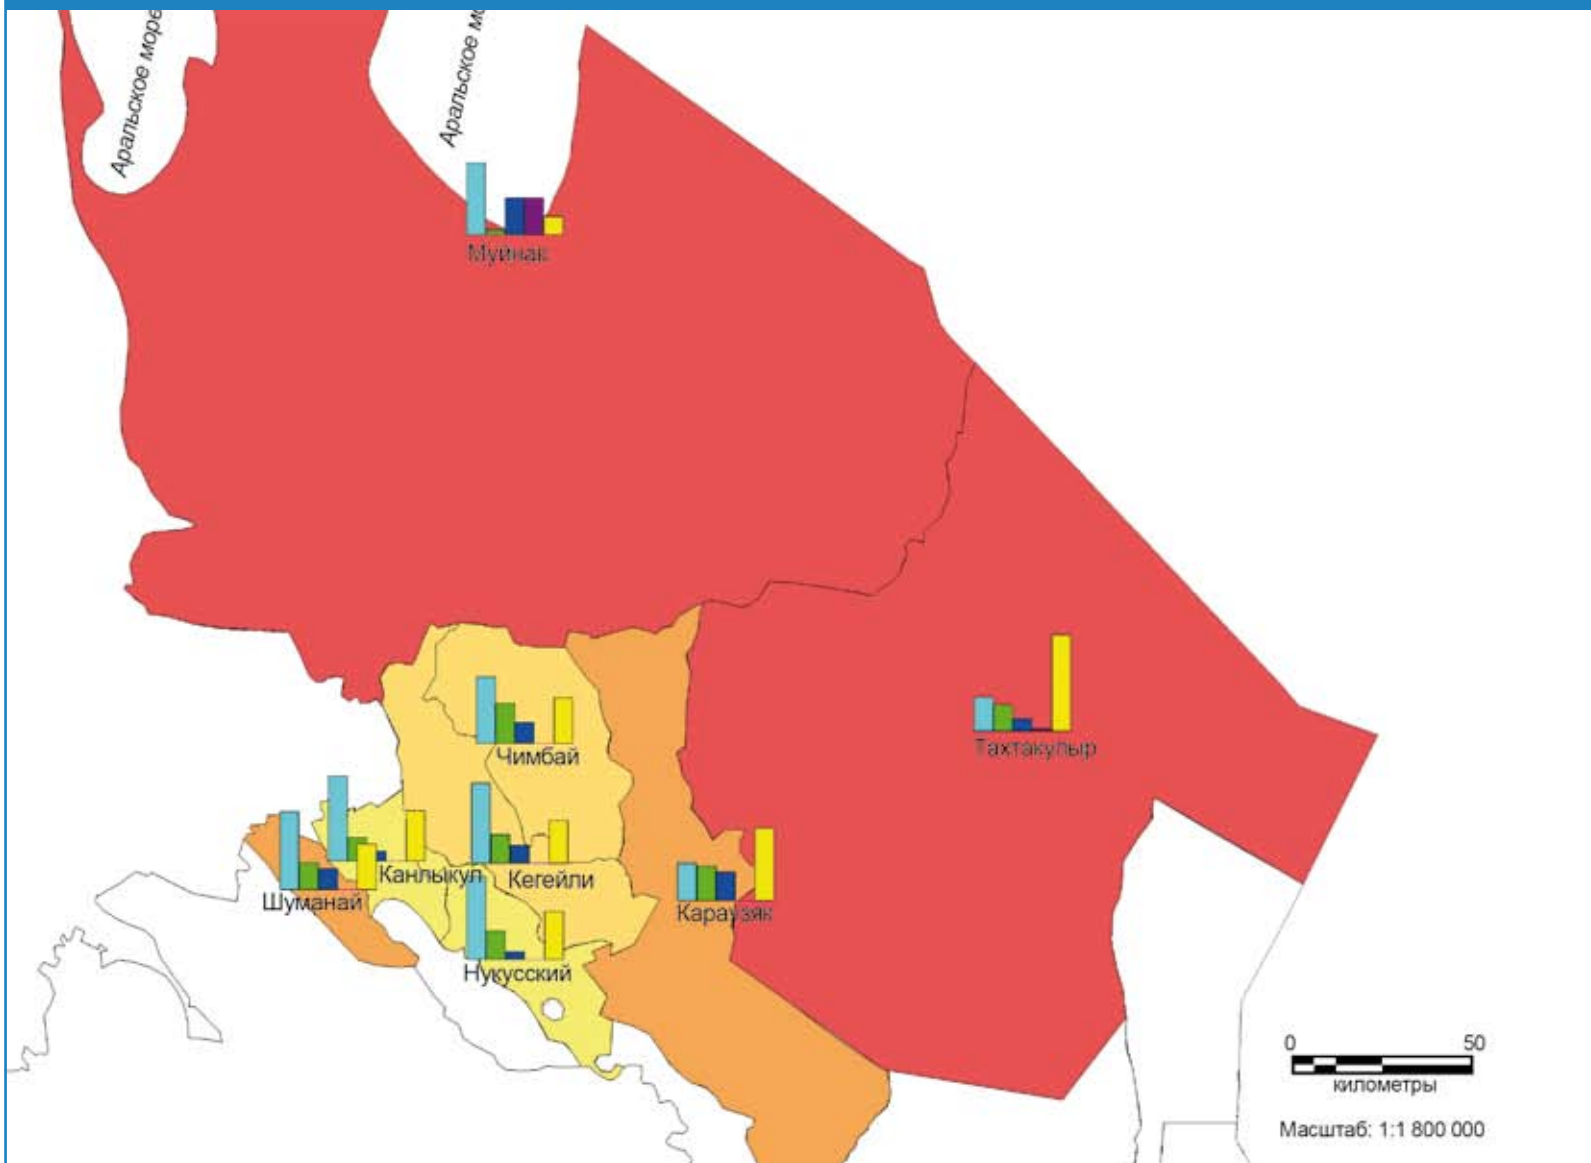 Аральское море
Аральское мо
Муйнак
Тахтакупыр
Чимбай
Канлыкул
Кегейли
Шуманай
Караузяк
Нукусский
0 50
километры
Масштаб: 1:1 800 000